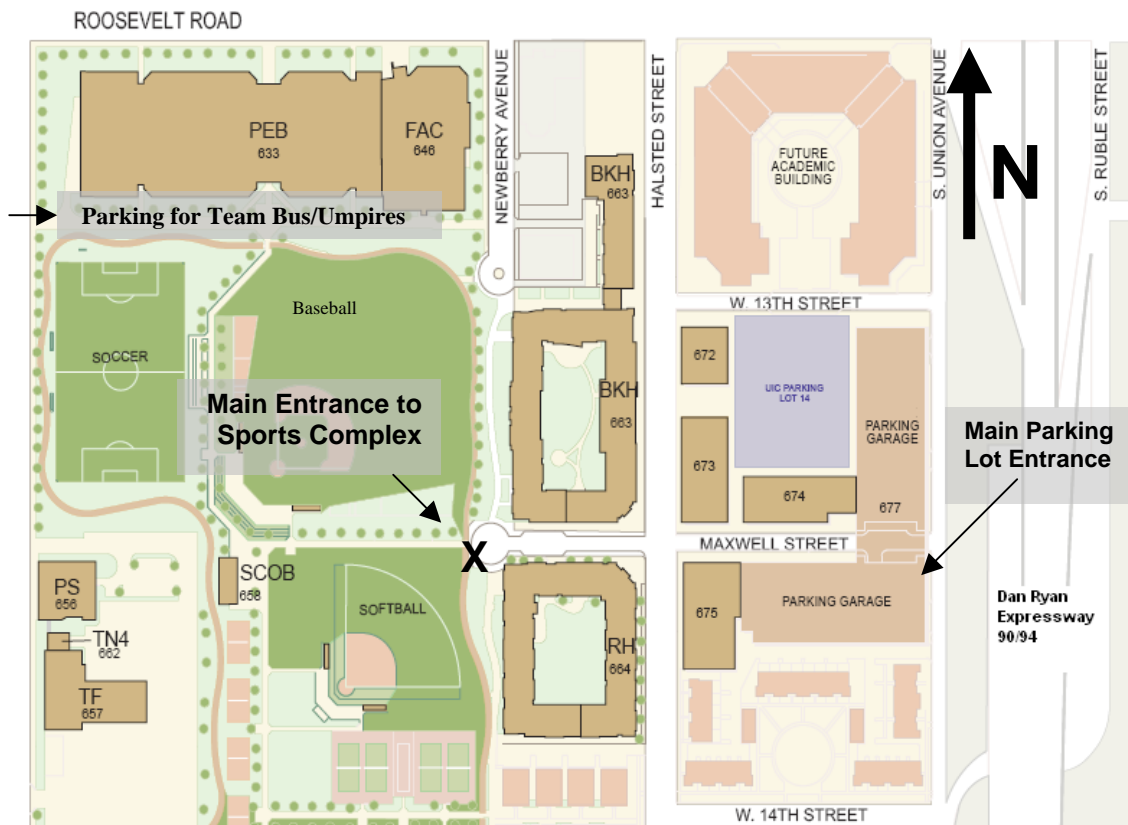 ROOSEVELT ROAD
NEWBERRY AVENUE
HALSTED STREET
S. UNION AVENUE
S. RUBLE STREET
N
PEB
633
FAC
646
Parking for Team Bus/Umpires
BKH
663
FUTURE
ACADEMIC
BUILDING
W. 13TH STREET
SOCCER
Baseball
Main Entrance to
Sports Complex
BKH
663
672
UIC PARKING
LOT 14
673
674
PARKING
GARAGE
677
Main Parking
Lot Entrance
MAXWELL STREET
X
PS
656
TN4
662
TF
657
SCOB
658
SOFTBALL
RH
664
675
PARKING GARAGE
Dan Ryan
Expressway
90/94
W. 14TH STREET